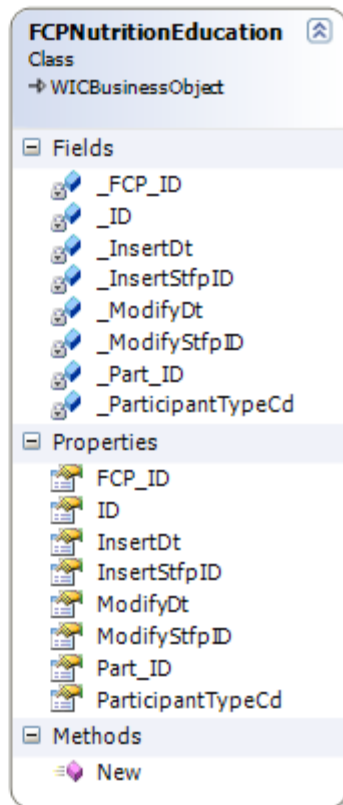 FCPNutritionEducation
Class
WICBusinessObject
Fields
_FCP_ID
_ID
_InsertDt
_InsertStfpID
_ModifyDt
_ModifyStfpID
_Part_ID
_ParticipantTypeCd
Properties
FCP_ID
ID
InsertDt
InsertStfpID
ModifyDt
ModifyStfpID
Part_ID
ParticipantTypeCd
Methods
New